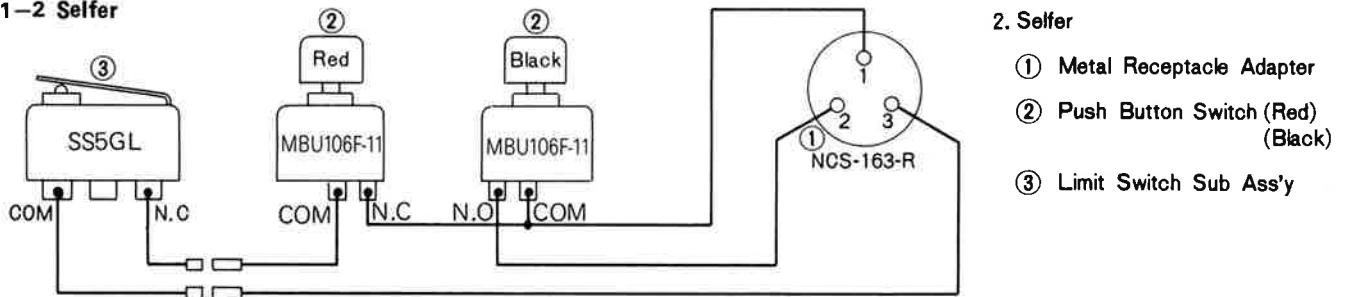 1-2 Selfer
③
SS5GL
COM
N.C
②
Red
MBU106F-11
COM
N.C
②
Black
MBU106F-11
N.O
COM
1
2
3
①
NCS-163-R
2. Selfer
① Metal Receptacle Adapter
② Push Button Switch (Red)
(Black)
③ Limit Switch Sub Ass'y